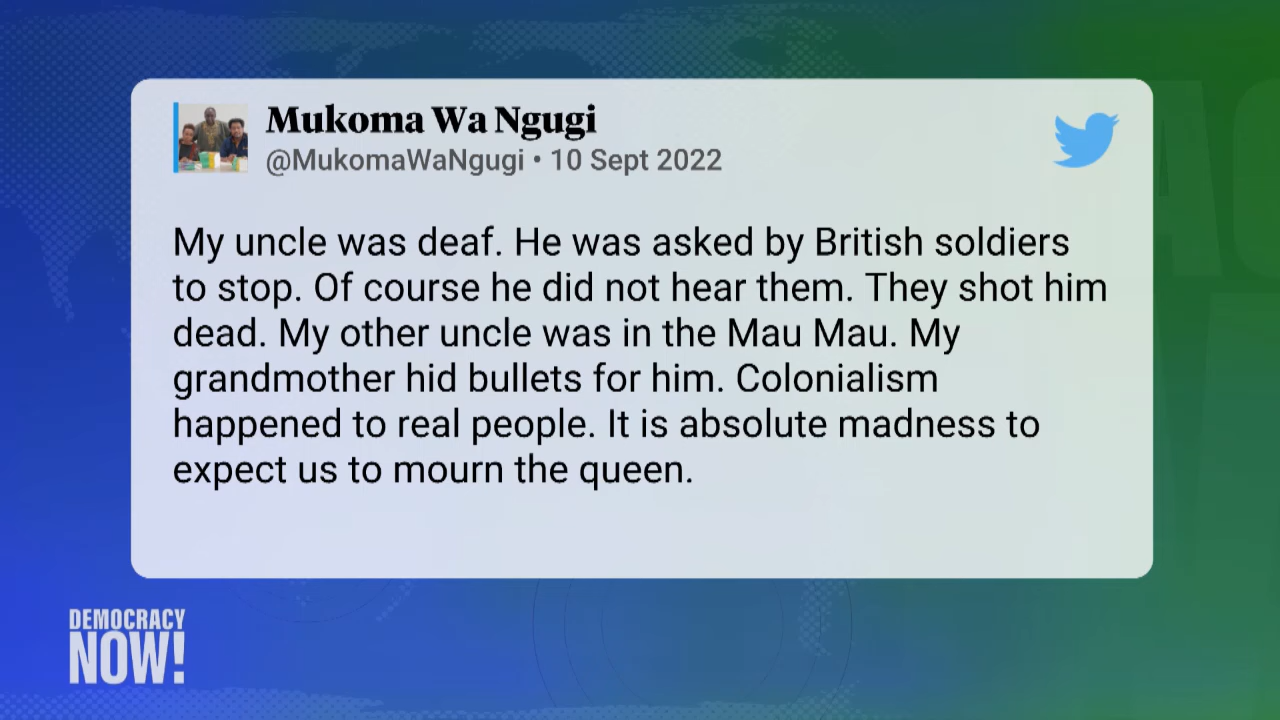 Mukoma Wa Ngugi
@MukomaWaNgugi • 10 Sept 2022
My uncle was deaf. He was asked by British soldiers
to stop. Of course he did not hear them. They shot him
dead. My other uncle was in the Mau Mau. My
grandmother hid bullets for him. Colonialism
happened to real people. It is absolute madness to
expect us to mourn the queen.
DEMOCRACY
NOW!